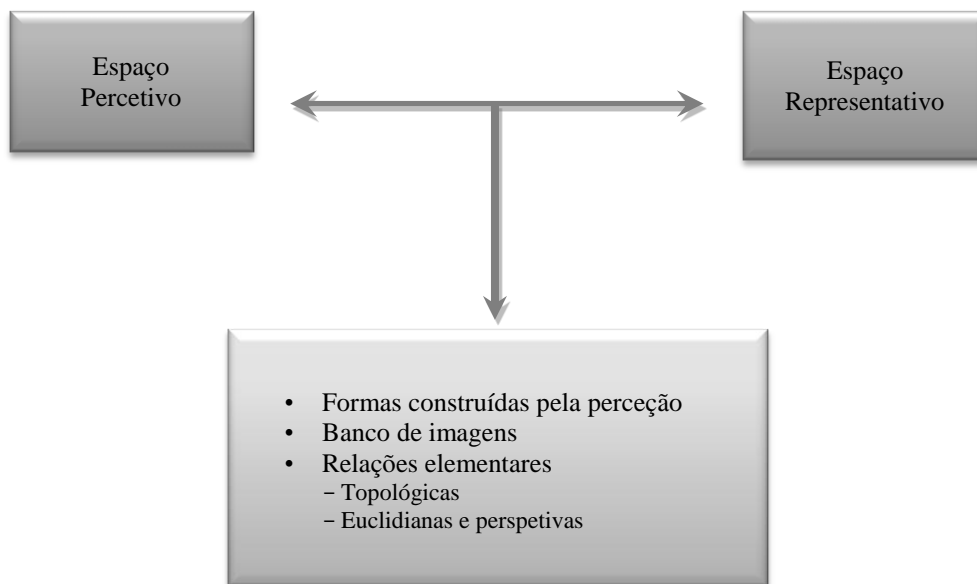 Espaço
Percetivo
Espaço
Representativo
• Formas construídas pela perceção
• Banco de imagens
• Relações elementares
– Topológicas
– Euclidianas e perspetivas